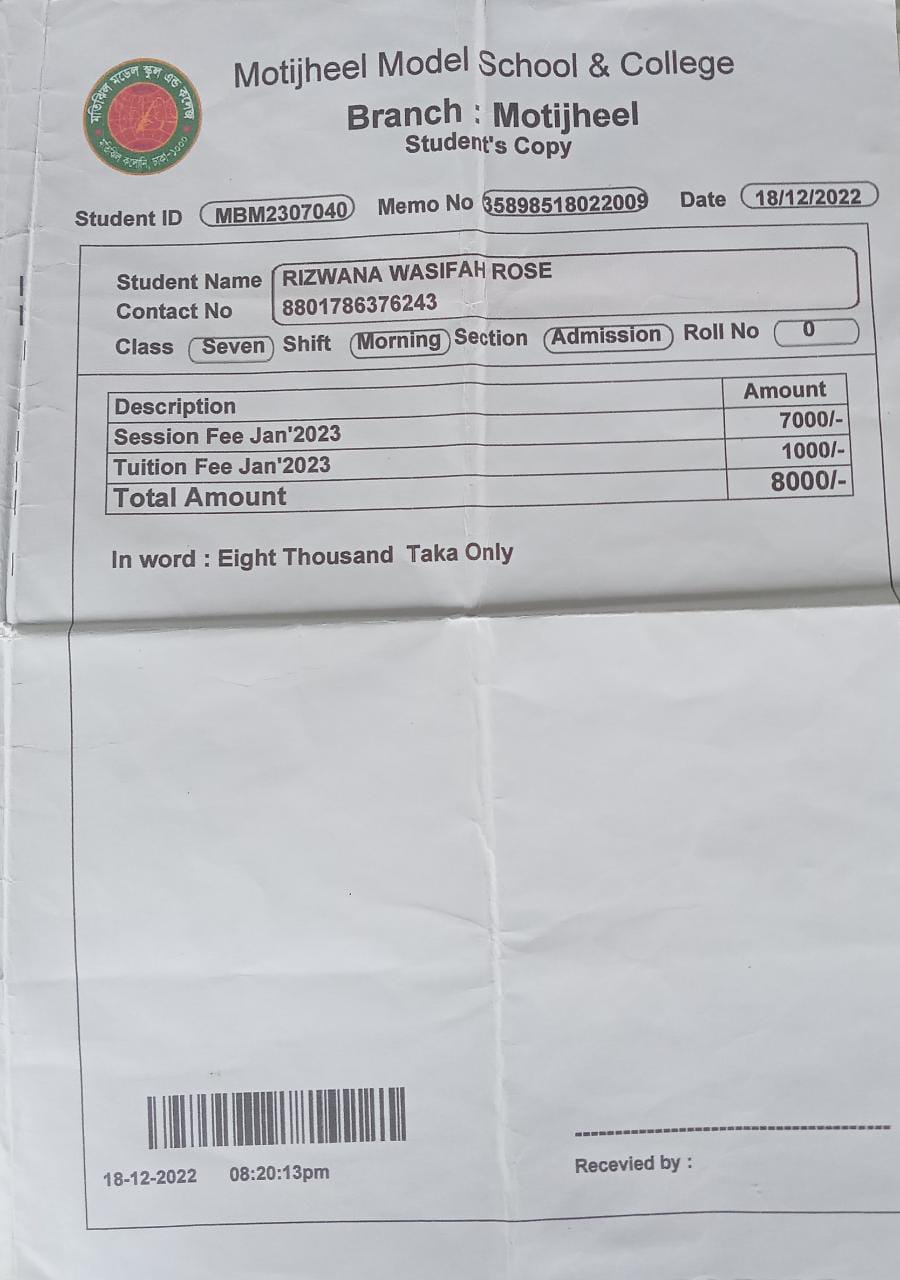 মতিঝিল মডেল স্কুল এন্ড কলেজ
মতিঝিল কলোনি, ঢাকা-১০০০
Motijheel Model School & College
Branch : Motijheel
Student's Copy
Student ID MBM2307040 Memo No 35898518022009 Date 18/12/2022
Student Name RIZWANA WASIFAH ROSE
Contact No 8801786376243
Class Seven Shift Morning Section Admission Roll No 0
Description Amount
Session Fee Jan'2023 7000/-
Tuition Fee Jan'2023 1000/-
Total Amount 8000/-
In word : Eight Thousand Taka Only
18-12-2022 08:20:13pm
Recevied by :